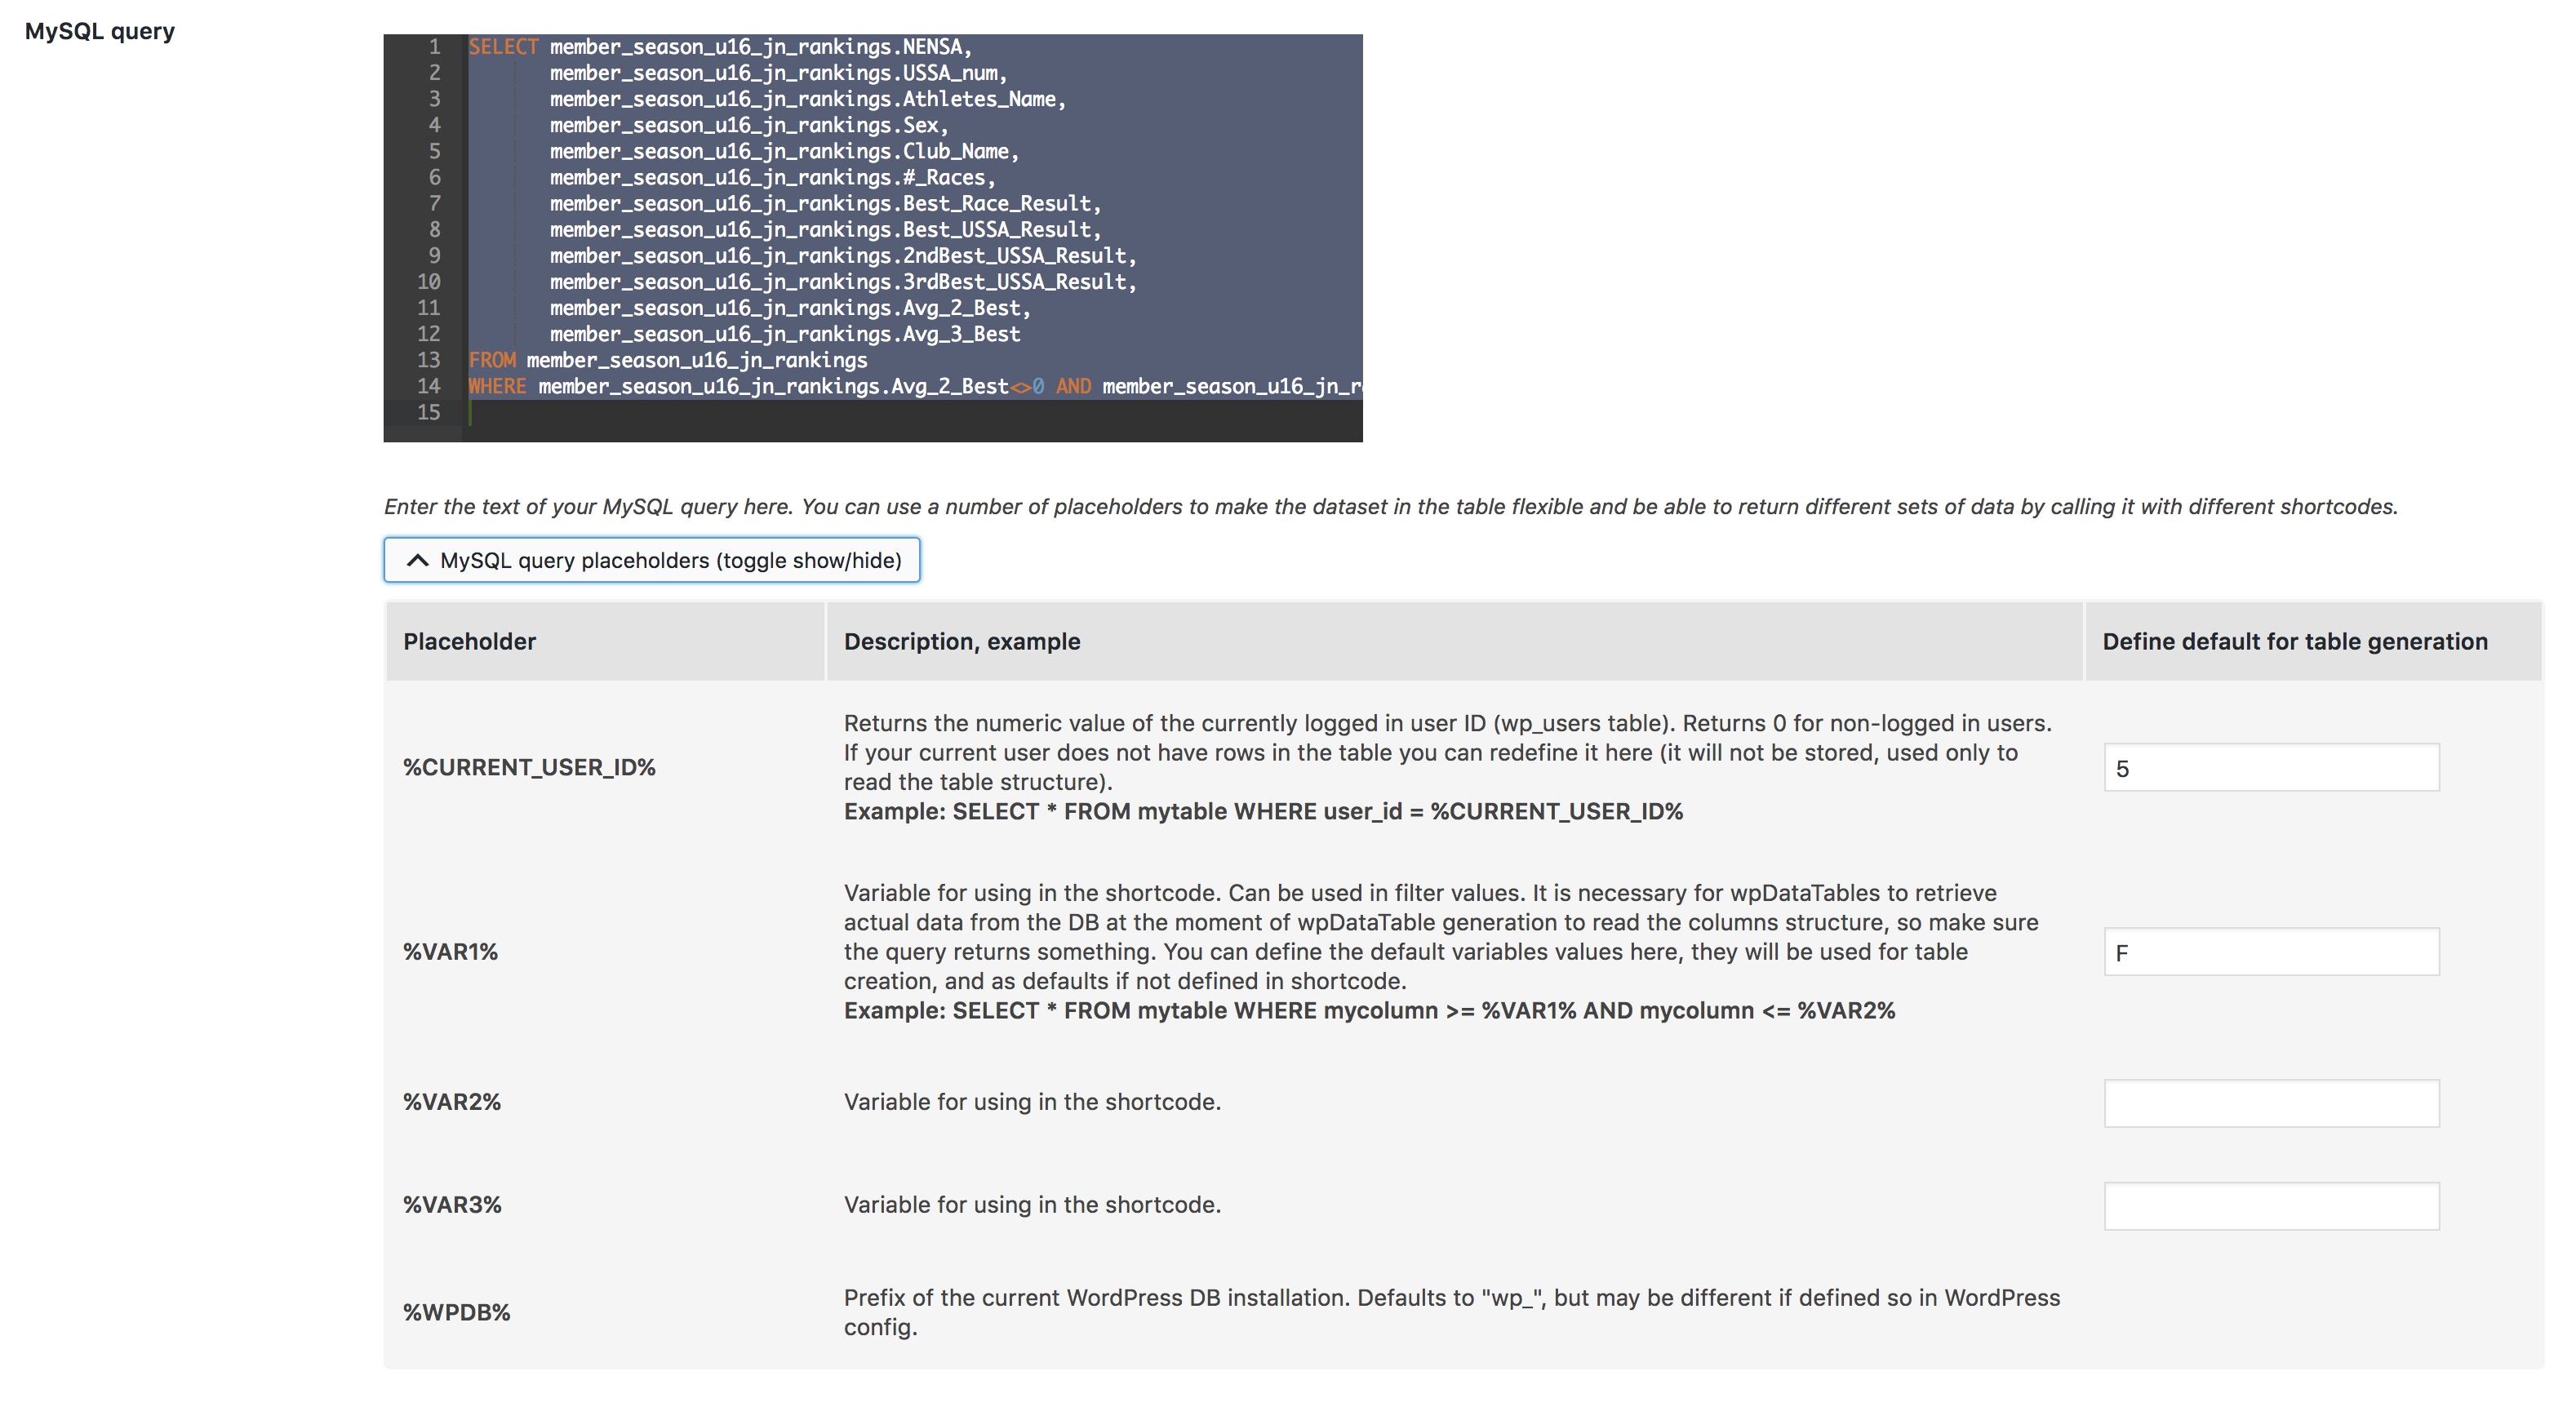 MySQL query
1 SELECT member_season_u16_jn_rankings.NENSA,
2 member_season_u16_jn_rankings.USSA_num,
3 member_season_u16_jn_rankings.Athletes_Name,
4 member_season_u16_jn_rankings.Sex,
5 member_season_u16_jn_rankings.Club_Name,
6 member_season_u16_jn_rankings.#_Races,
7 member_season_u16_jn_rankings.Best_Race_Result,
8 member_season_u16_jn_rankings.Best_USSA_Result,
9 member_season_u16_jn_rankings.2ndBest_USSA_Result,
10 member_season_u16_jn_rankings.3rdBest_USSA_Result,
11 member_season_u16_jn_rankings.Avg_2_Best,
12 member_season_u16_jn_rankings.Avg_3_Best
13 FROM member_season_u16_jn_rankings
14 WHERE member_season_u16_jn_rankings.Avg_2_Best<>0 AND member_season_u16_jn_r
15
Enter the text of your MySQL query here. You can use a number of placeholders to make the dataset in the table flexible and be able to return different sets of data by calling it with different shortcodes.
MySQL query placeholders (toggle show/hide)
Placeholder Description, example Define default for table generation
%CURRENT_USER_ID%
Returns the numeric value of the currently logged in user ID (wp_users table). Returns 0 for non-logged in users.
If your current user does not have rows in the table you can redefine it here (it will not be stored, used only to
read the table structure).
Example: SELECT * FROM mytable WHERE user_id = %CURRENT_USER_ID%
5
%VAR1%
Variable for using in the shortcode. Can be used in filter values. It is necessary for wpDataTables to retrieve
actual data from the DB at the moment of wpDataTable generation to read the columns structure, so make sure
the query returns something. You can define the default variables values here, they will be used for table
creation, and as defaults if not defined in shortcode.
Example: SELECT * FROM mytable WHERE mycolumn >= %VAR1% AND mycolumn <= %VAR2%
F
%VAR2% Variable for using in the shortcode.
%VAR3% Variable for using in the shortcode.
%WPDB%
Prefix of the current WordPress DB installation. Defaults to "wp_", but may be different if defined so in WordPress
config.